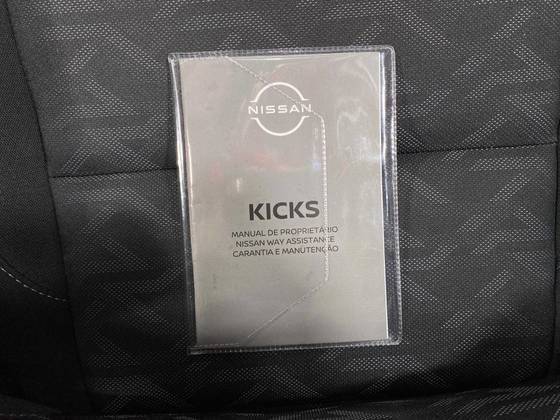 NISSAN
KICKS
MANUAL DE PROPRIETÁRIO
NISSAN WAY ASSISTANCE
GARANTIA E MANUTENÇÃO